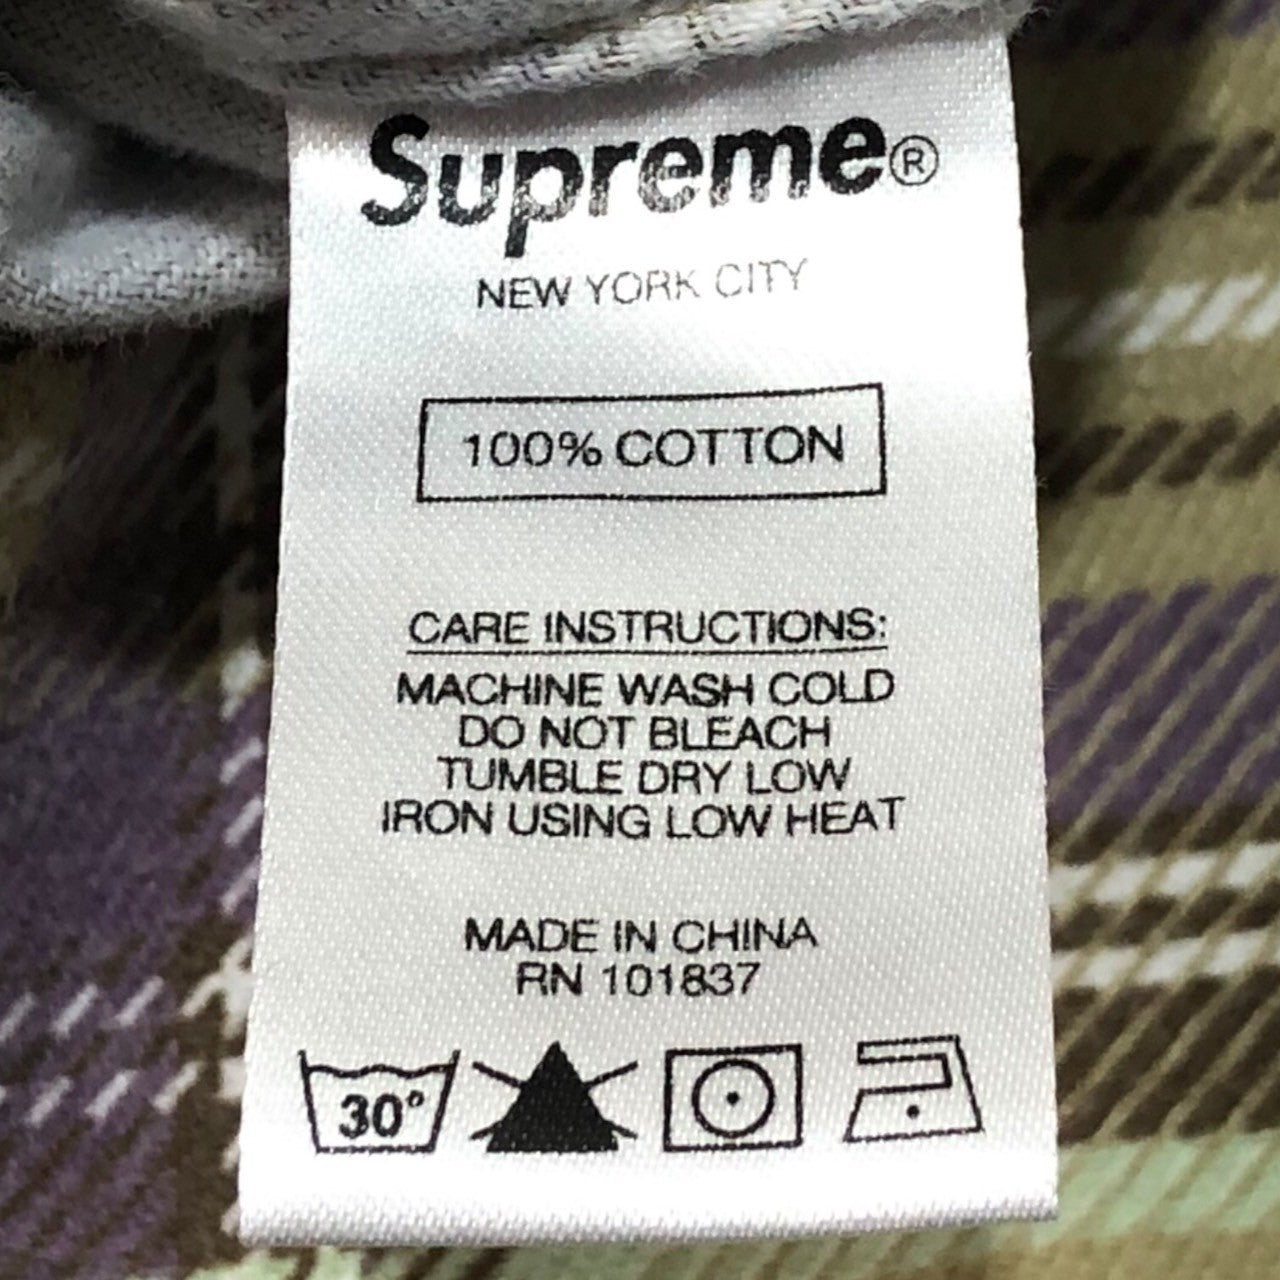 Supreme®
NEW YORK CITY
100% COTTON
CARE INSTRUCTIONS:
MACHINE WASH COLD
DO NOT BLEACH
TUMBLE DRY LOW
IRON USING LOW HEAT
MADE IN CHINA
RN 101837
30°